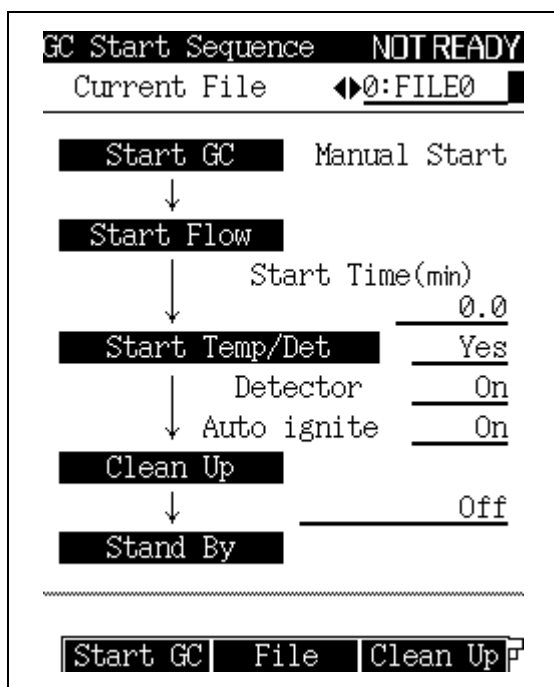 GC Start Sequence NOT READY
Current File 0:FILE0
Start GC Manual Start
Start Flow
Start Time(min)
0.0
Start Temp/Det Yes
Detector On
Auto ignite On
Clean Up
Off
Stand By
Start GC File Clean Up